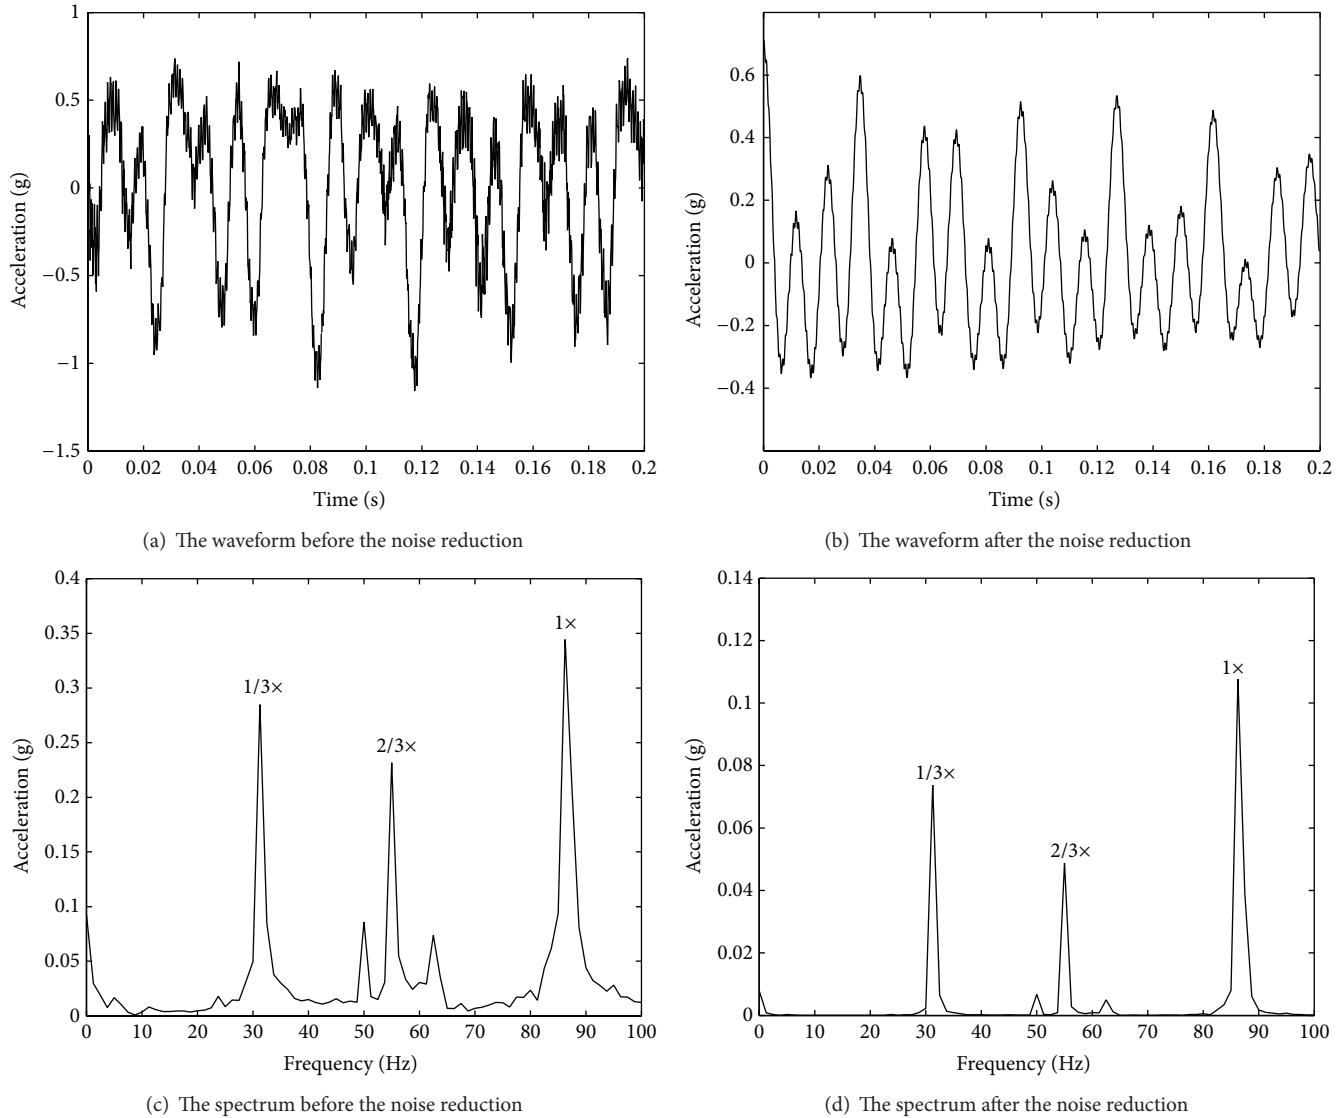 1
0.5
0
−0.5
−1
−1.5
Acceleration (g)
0 0.02 0.04 0.06 0.08 0.1 0.12 0.14 0.16 0.18 0.2
Time (s)
(a) The waveform before the noise reduction
0.6
0.4
0.2
0
−0.2
−0.4
Acceleration (g)
0 0.02 0.04 0.06 0.08 0.1 0.12 0.14 0.16 0.18 0.2
Time (s)
(b) The waveform after the noise reduction
0.4
0.35
0.3
0.25
0.2
0.15
0.1
0.05
0
Acceleration (g)
1/3×
2/3×
1×
0 10 20 30 40 50 60 70 80 90 100
Frequency (Hz)
(c) The spectrum before the noise reduction
0.14
0.12
0.1
0.08
0.06
0.04
0.02
0
Acceleration (g)
1/3×
2/3×
1×
0 10 20 30 40 50 60 70 80 90 100
Frequency (Hz)
(d) The spectrum after the noise reduction